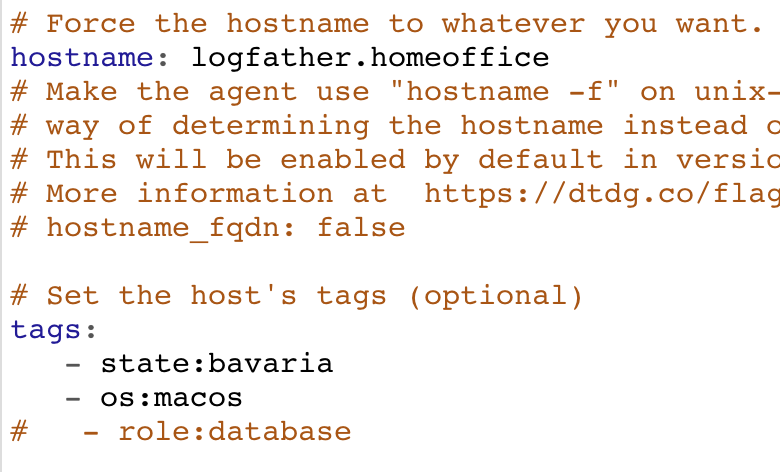 # Force the hostname to whatever you want.
hostname: logfather.homeoffice
# Make the agent use "hostname -f" on unix-
# way of determining the hostname instead
# This will be enabled by default in
# More information at  https://dtdg.co/flag
# hostname_fqdn: false
# Set the host's tags (optional)
tags:
   - state:bavaria
   - os:macos
#   - role:database